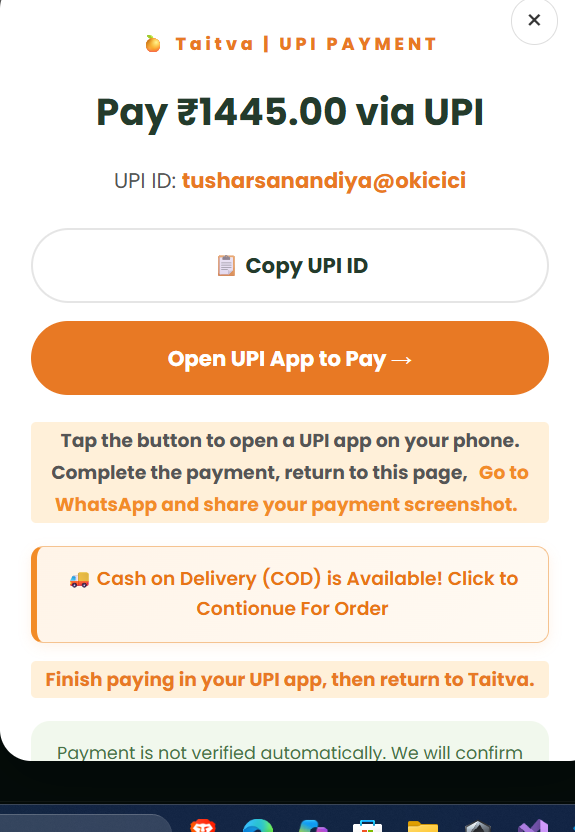 Taitva | UPI PAYMENT
Pay ₹1445.00 via UPI
UPI ID: tusharsanandiya@okicici
Copy UPI ID
Open UPI App to Pay →
Tap the button to open a UPI app on your phone.
Complete the payment, return to this page, Go to
WhatsApp and share your payment screenshot.
Cash on Delivery (COD) is Available! Click to
Contionue For Order
Finish paying in your UPI app, then return to Taitva.
Payment is not verified automatically. We will confirm